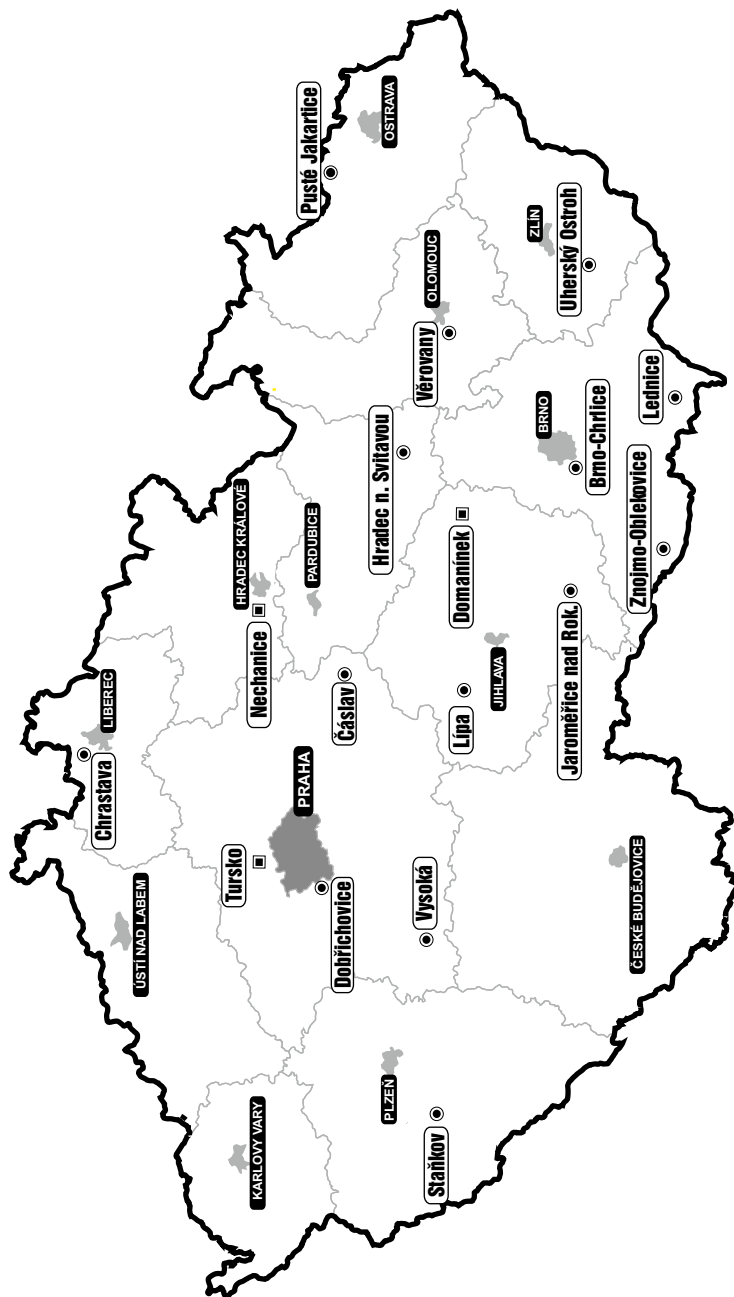 Chrastava
LIBEREC
ÚSTÍ NAD LABEM
KARLOVY VARY
Tursko
PRAHA
Dobřichovice
Nechanice
HRADEC KRÁLOVÉ
PARDUBICE
Čáslav
PLZEŇ
Staňkov
Vysoká
Lípa
JIHLAVA
Domanínek
Hradec n. Svitavou
Věrovany
OLOMOUC
Pusté Jakartice
OSTRAVA
ČESKÉ BUDĚJOVICE
Jaroměřice nad Rok.
BRNO
Brno-Chrlice
Znojmo-Oblekovice
Lednice
ZLÍN
Uherský Ostroh